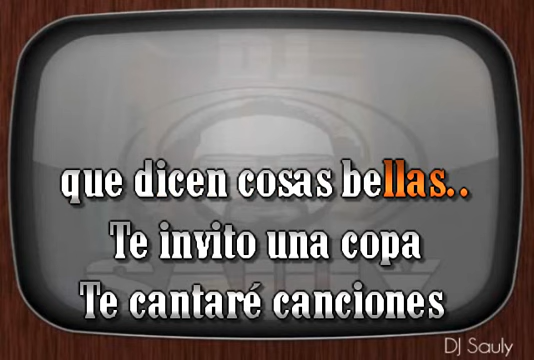 que dicen cosas bellas..
Te invito una copa
Te cantaré canciones
DJ Sauly